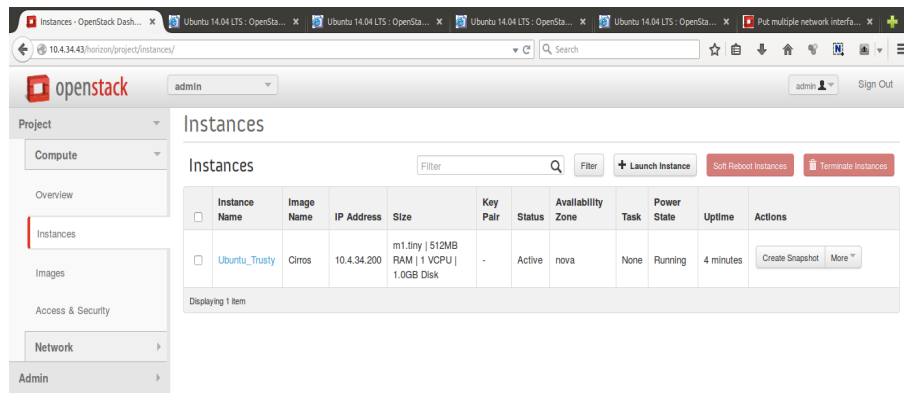 Instances - OpenStack Dash... ×
Ubuntu 14.04 LTS : OpenSta... ×
Ubuntu 14.04 LTS : OpenSta... ×
Ubuntu 14.04 LTS : OpenSta... ×
Ubuntu 14.04 LTS : OpenSta... ×
Put multiple network interfa... ×
10.4.34.43/horizon/project/instances/
Search
openstack
admin
admin
Sign Out
Project
Compute
Overview
Instances
Images
Access & Security
Network
Admin
Instances
Instances
Filter
Filter
+ Launch Instance
Soft Reboot Instances
Terminate Instances
Instance Name
Image Name
IP Address
Size
Key Pair
Status
Availability Zone
Task
Power State
Uptime
Actions
Ubuntu_Trusty
Cirros
10.4.34.200
m1.tiny | 512MB
RAM | 1 VCPU |
1.0GB Disk
-
Active
nova
None
Running
4 minutes
Create Snapshot
More
Displaying 1 item